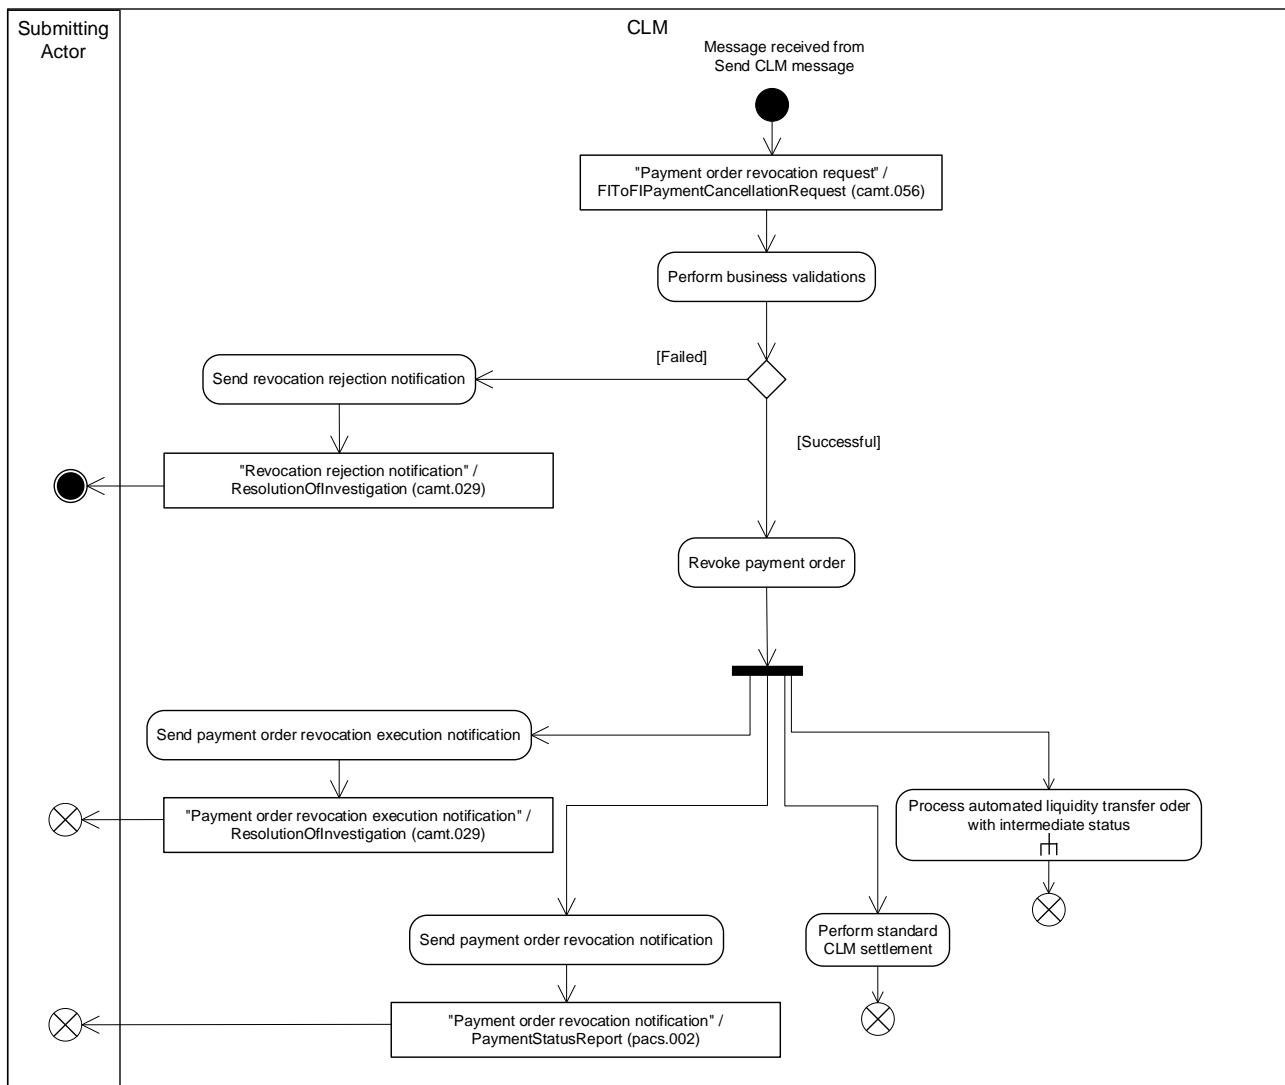 Submitting
Actor
CLM
Message received from
Send CLM message
"Payment order revocation request" /
FIToFIPaymentCancellationRequest (camt.056)
Perform business validations
[Failed]
Send revocation rejection notification
[Successful]
"Revocation rejection notification" /
ResolutionOfInvestigation (camt.029)
Revoke payment order
Send payment order revocation execution notification
"Payment order revocation execution notification" /
ResolutionOfInvestigation (camt.029)
Process automated liquidity transfer oder
with intermediate status
Send payment order revocation notification
Perform standard
CLM settlement
"Payment order revocation notification" /
PaymentStatusReport (pacs.002)